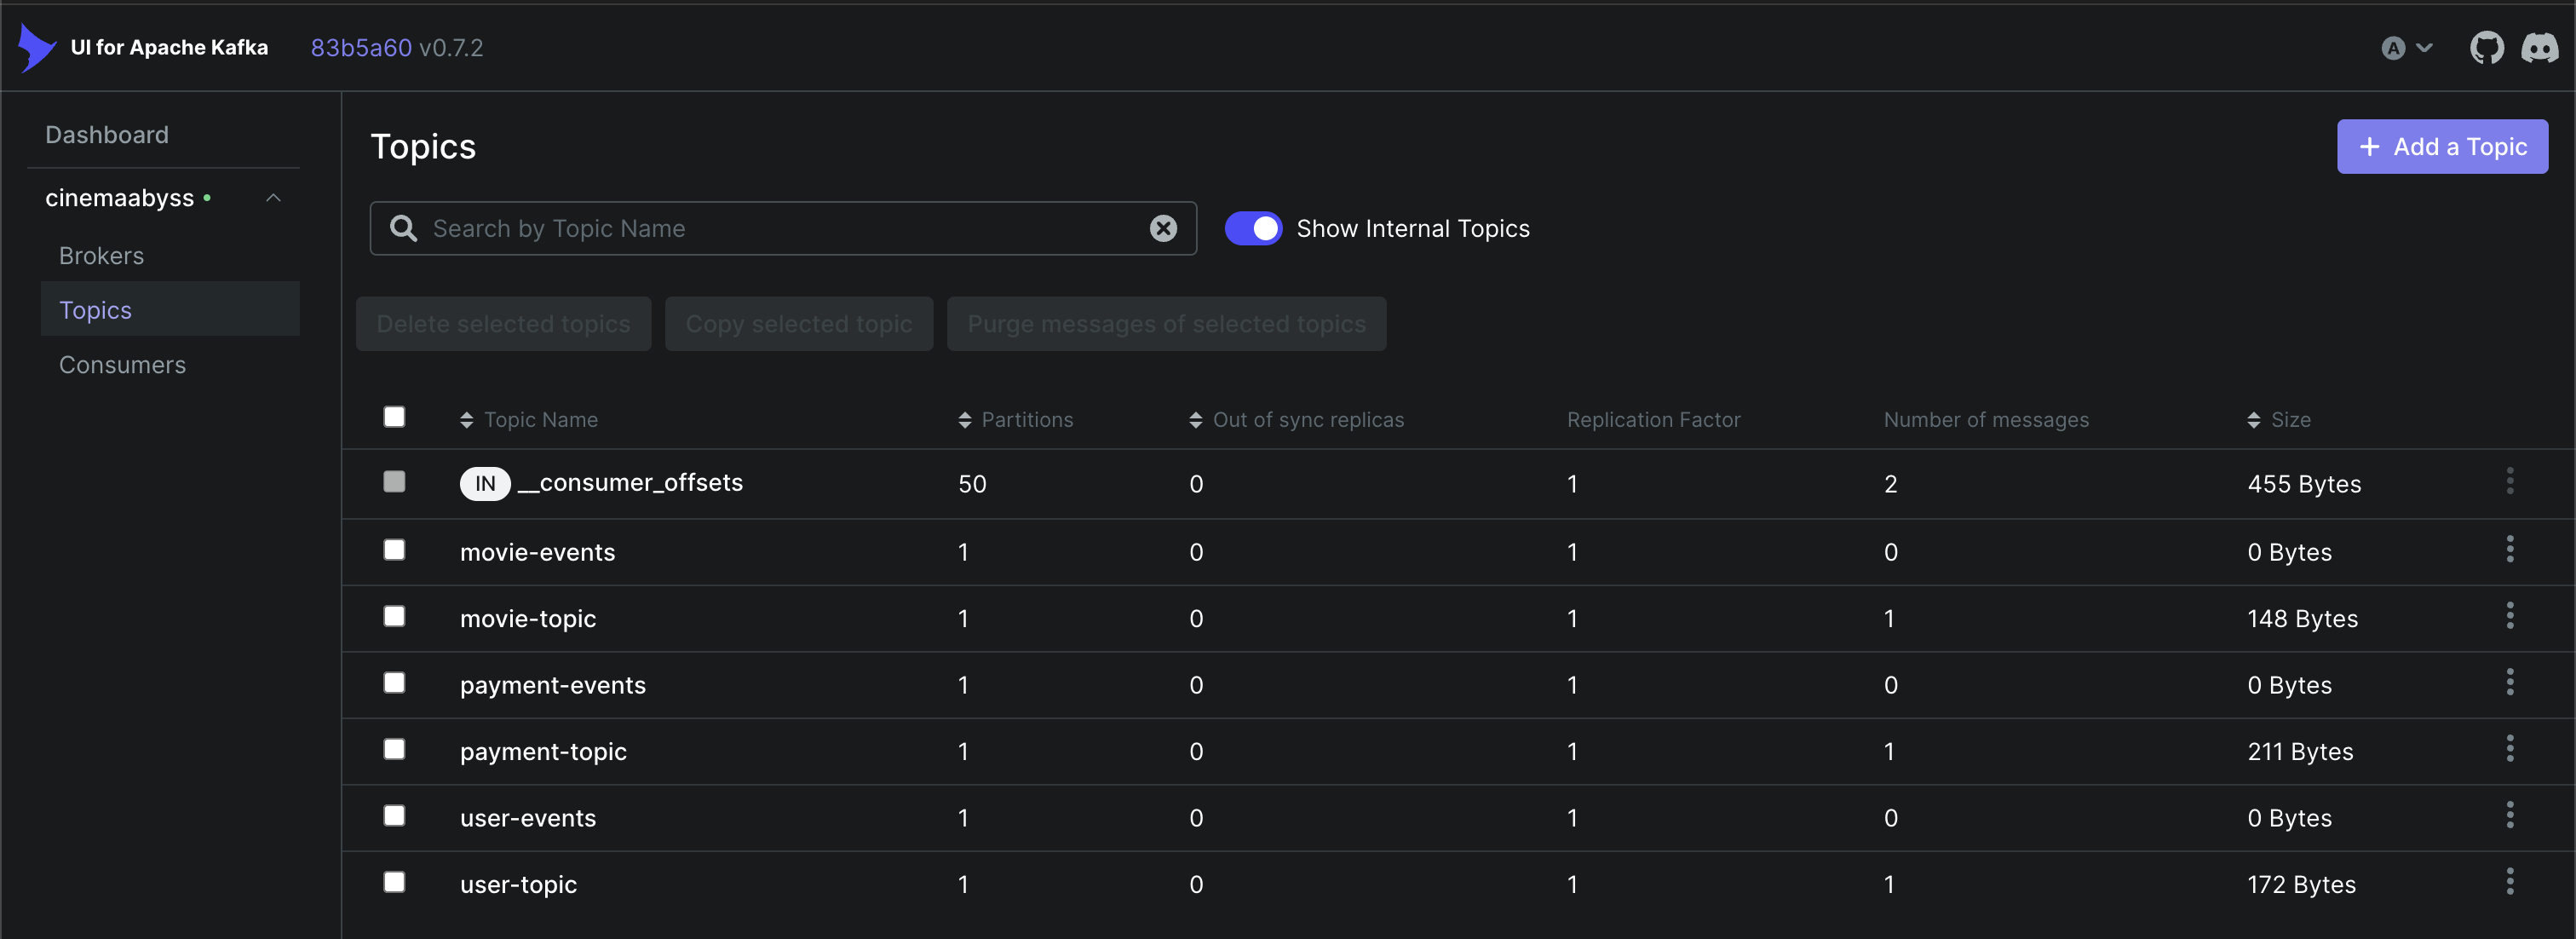 UI for Apache Kafka 83b5a60 v0.7.2 A
Dashboard
cinemaabyss
Brokers
Topics
Consumers
Topics
Add a Topic
Search by Topic Name
Show Internal Topics
Delete selected topics Copy selected topic Purge messages of selected topics
Topic Name Partitions Out of sync replicas Replication Factor Number of messages Size
IN __consumer_offsets 50 0 1 2 455 Bytes
movie-events 1 0 1 0 0 Bytes
movie-topic 1 0 1 1 148 Bytes
payment-events 1 0 1 0 0 Bytes
payment-topic 1 0 1 1 211 Bytes
user-events 1 0 1 0 0 Bytes
user-topic 1 0 1 1 172 Bytes